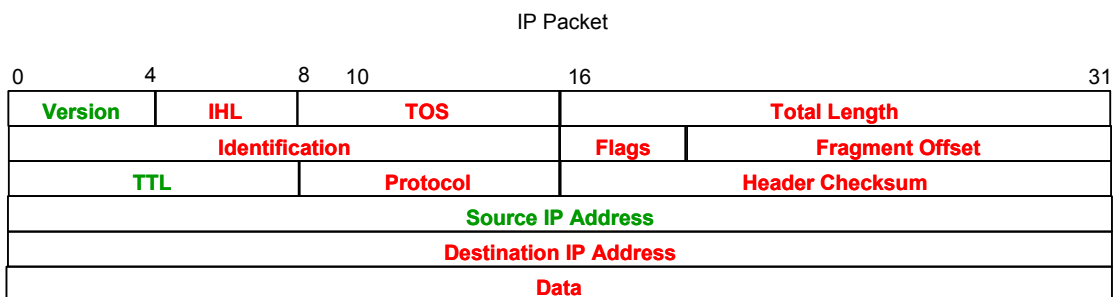 IP Packet
0 4 8 10 16 31
Version IHL TOS Total Length
Identification Flags Fragment Offset
TTL Protocol Header Checksum
Source IP Address
Destination IP Address
Data